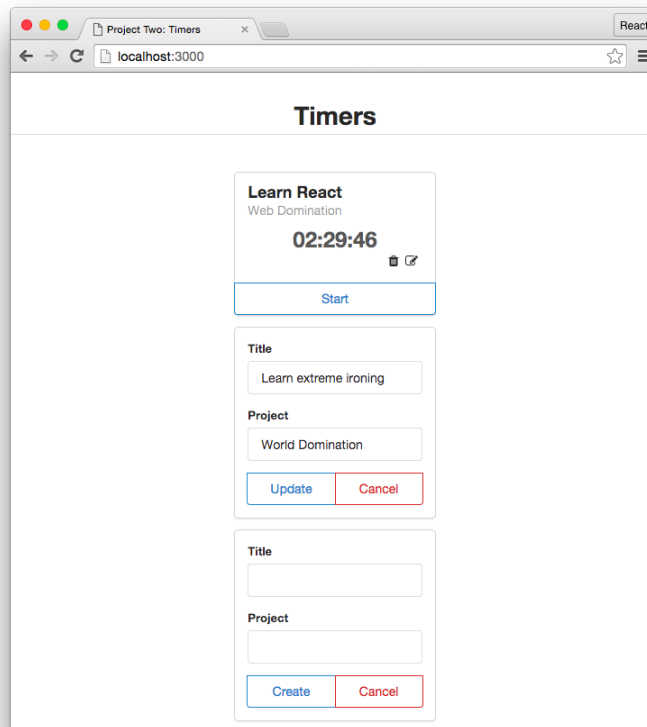 Project Two: Timers
React
localhost:3000
Timers
Learn React
Web Domination
02:29:46
Start
Title
Learn extreme ironing
Project
World Domination
Update Cancel
Title
Project
Create Cancel